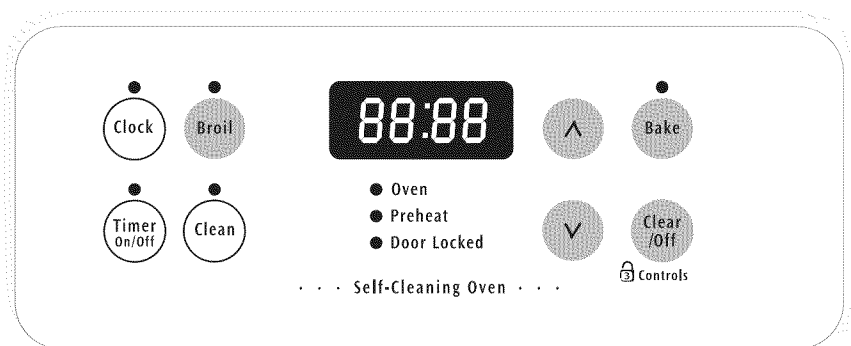 Clock
Broil
88:88
∧
Bake
Timer
On/Off
Clean
Oven
Preheat
Door Locked
∨
Clear
/Off
3 Controls
· · · Self-Cleaning Oven · · ·